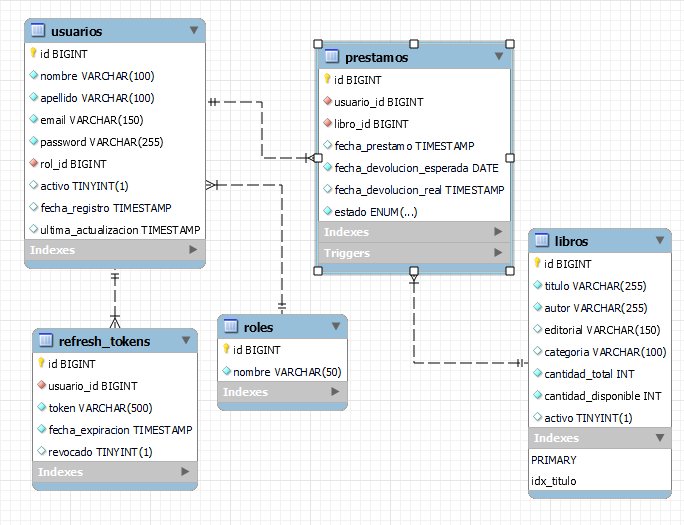 usuarios
id BIGINT
nombre VARCHAR(100)
apellido VARCHAR(100)
email VARCHAR(150)
password VARCHAR(255)
rol_id BIGINT
activo TINYINT(1)
fecha_registro TIMESTAMP
ultima_actualizacion TIMESTAMP
Indexes
prestamos
id BIGINT
usuario_id BIGINT
libro_id BIGINT
fecha_prestamo TIMESTAMP
fecha_devolucion_esperada DATE
fecha_devolucion_real TIMESTAMP
estado ENUM(...)
Indexes
Triggers
libros
id BIGINT
titulo VARCHAR(255)
autor VARCHAR(255)
editorial VARCHAR(150)
categoria VARCHAR(100)
cantidad_total INT
cantidad_disponible INT
activo TINYINT(1)
Indexes
PRIMARY
idx_titulo
refresh_tokens
id BIGINT
usuario_id BIGINT
token VARCHAR(500)
fecha_expiracion TIMESTAMP
revocado TINYINT(1)
Indexes
roles
id BIGINT
nombre VARCHAR(50)
Indexes